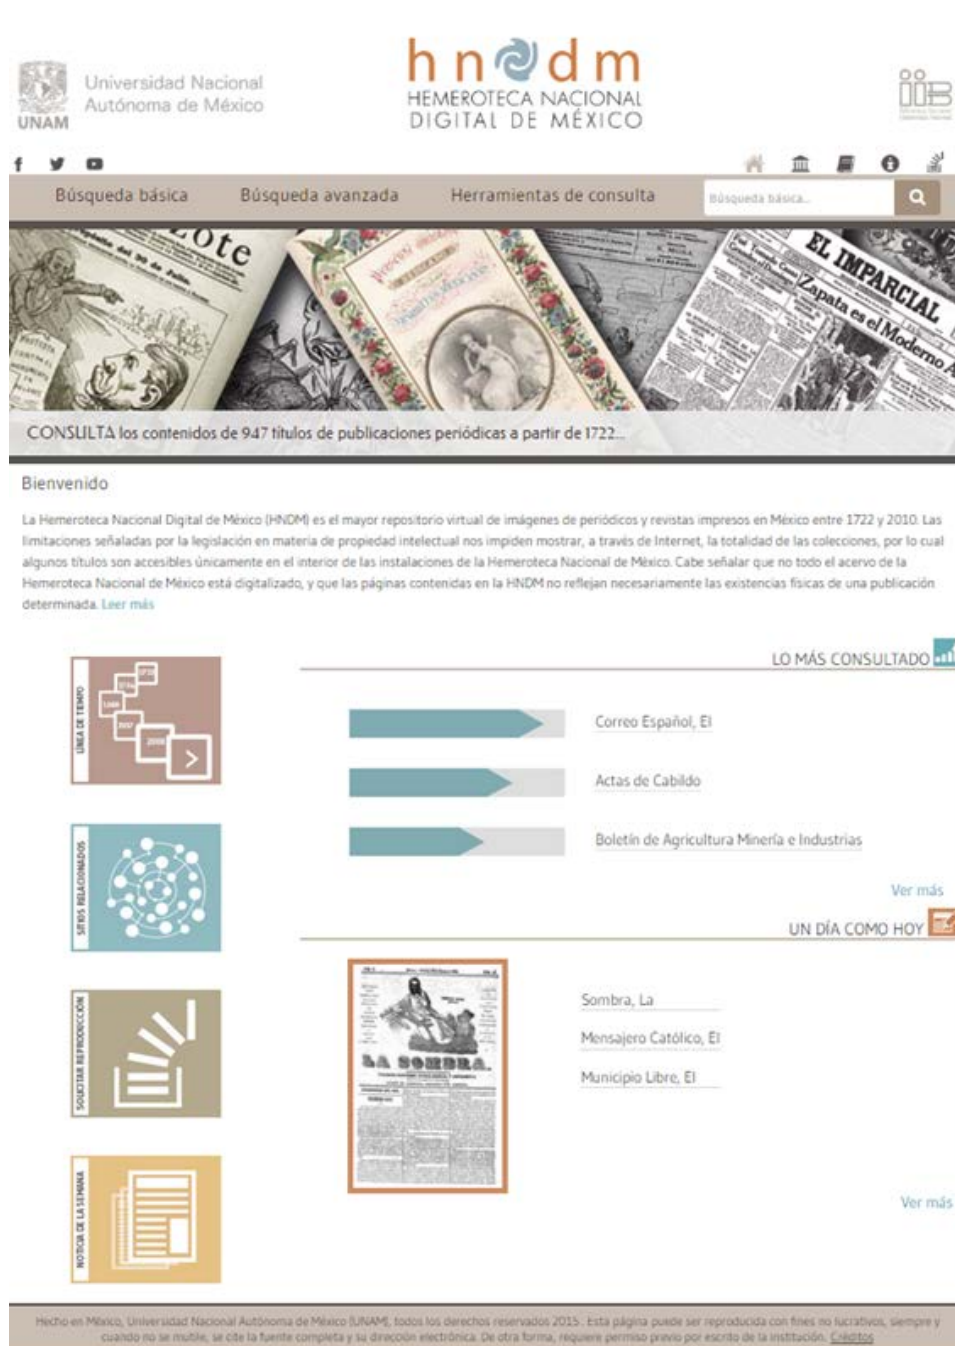 hndm
Universidad Nacional
Autónoma de México
UNAM
HEMEROTECA NACIONAL
DIGITAL DE MÉXICO
iiB
Búsqueda básica
Búsqueda avanzada
Herramientas de consulta
Búsqueda básica...
EL IMPARCIAL
Zapata es el Moderno
CONSULTA los contenidos de 947 títulos de publicaciones periódicas a partir de 1722...
Bienvenido
La Hemeroteca Nacional Digital de México (HNDM) es el mayor repositorio virtual de imágenes de periódicos y revistas impresos en México entre 1722 y 2010. Las
limitaciones señaladas por la legislación en materia de propiedad intelectual nos impiden mostrar, a través de Internet, la totalidad de las colecciones, por lo cual
algunos títulos son accesibles únicamente en el interior de las instalaciones de la Hemeroteca Nacional de México. Cabe señalar que no todo el acervo de la
Hemeroteca Nacional de México está digitalizado, y que las páginas contenidas en la HNDM no reflejan necesariamente las existencias físicas de una publicación
determinada. Leer más
LÍNEA DE TIEMPO
SITIOS RELACIONADOS
SOLICITAR REPRODUCCIÓN
NOTICIA DE LA SEMANA
LO MÁS CONSULTADO
Correo Español, El
Actas de Cabildo
Boletín de Agricultura Minería e Industrias
Ver más
UN DÍA COMO HOY
LA SOMBRA.
Sombra, La
Mensajero Católico, El
Municipio Libre, El
Ver más
Hecho en México, Universidad Nacional Autónoma de México (UNAM), todos los derechos reservados 2015. Esta página puede ser reproducida con fines no lucrativos, siempre y
cuando no se mutile, se cite la fuente completa y su dirección electrónica. De otra forma, requiere permiso previo por escrito de la institución. Créditos